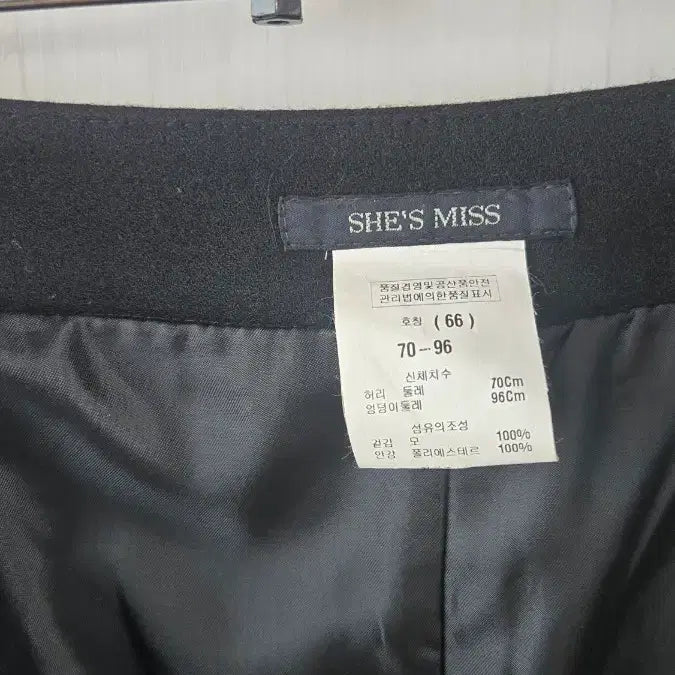 SHE'S MISS
품질경영및공산품안전
관리법에의한품질표시
호칭 (66)
70-96
신체치수
허리 둘레 70Cm
엉덩이둘레 96Cm
섬유의조성
겉감 모 100%
안감 폴리에스테르 100%